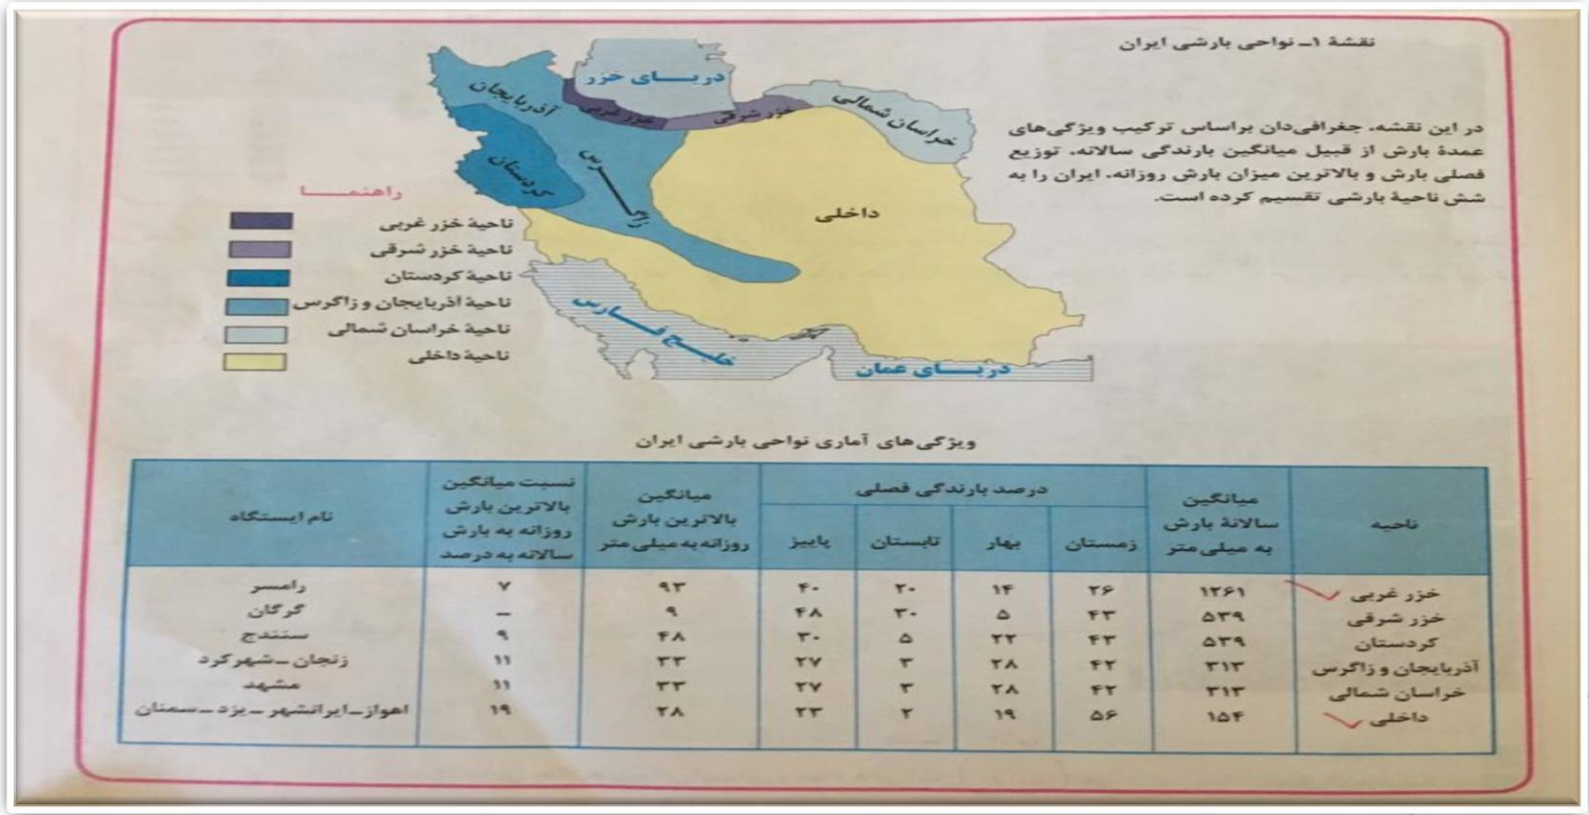 نقشهٔ ۱ـ نواحی بارشی ایران
در این نقشه، جغرافی‌دان براساس ترکیب ویژگی‌های
عمدهٔ بارش از قبیل میانگین بارندگی سالانه، توزیع
فصلی بارش و بالاترین میزان بارش روزانه، ایران را به
شش ناحیهٔ بارشی تقسیم کرده است.
دریای خزر
آذربایجان
خزر غربی
خزر شرقی
خراسان شمالی
کردستان
زاگرس
داخلی
خلیج فارس
دریای عمان
راهنما
ناحیهٔ خزر غربی
ناحیهٔ خزر شرقی
ناحیهٔ کردستان
ناحیهٔ آذربایجان و زاگرس
ناحیهٔ خراسان شمالی
ناحیهٔ داخلی
ویژگی‌های آماری نواحی بارشی ایران
ناحیه
میانگین
سالانهٔ بارش
به میلی‌متر
درصد بارندگی فصلی
زمستان بهار تابستان پاییز
میانگین
بالاترین بارش
روزانه به میلی‌متر
نسبت میانگین
بالاترین بارش
روزانه به بارش
سالانه به درصد
نام ایستگاه
خزر غربی ۱۲۶۱ ۲۶ ۱۴ ۲۰ ۴۰ ۹۳ ۷ رامسر
خزر شرقی ۵۳۹ ۴۳ ۵ ۳۰ ۴۸ ۹ – گرگان
کردستان ۵۳۹ ۴۳ ۲۲ ۵ ۳۰ ۴۸ ۹ سنندج
آذربایجان و زاگرس ۳۱۳ ۴۲ ۲۸ ۳ ۲۷ ۳۳ ۱۱ زنجان ـ شهرکرد
خراسان شمالی ۳۱۳ ۴۲ ۲۸ ۳ ۲۷ ۳۳ ۱۱ مشهد
داخلی ۱۵۴ ۵۶ ۱۹ ۲ ۲۳ ۲۸ ۱۹ اهواز ـ ایرانشهر ـ یزد ـ سمنان